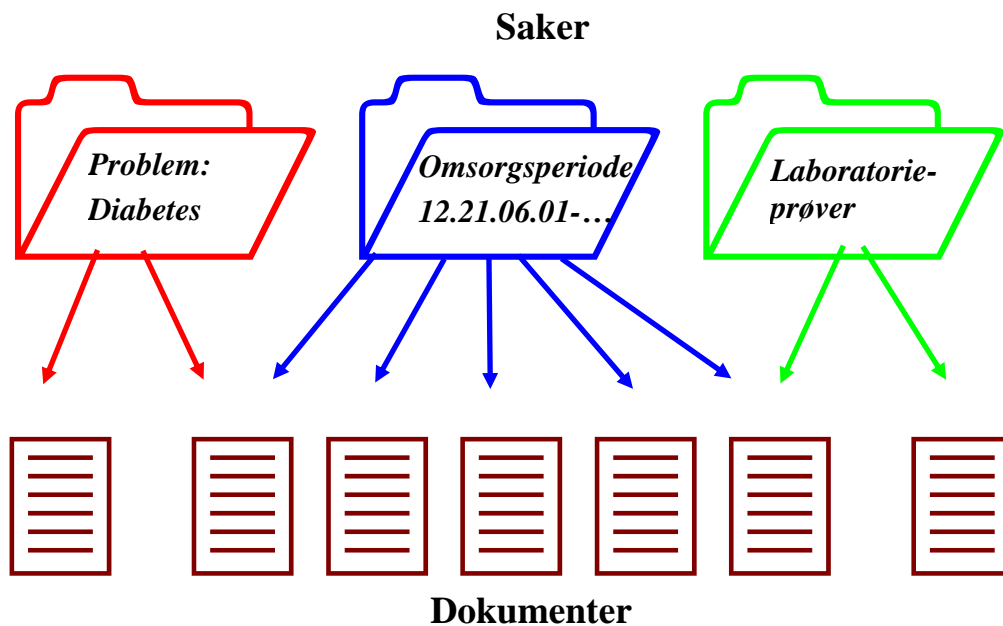 Saker
Problem:
Diabetes
Omsorgsperiode
12.21.06.01-…
Laboratorie-
prøver
Dokumenter